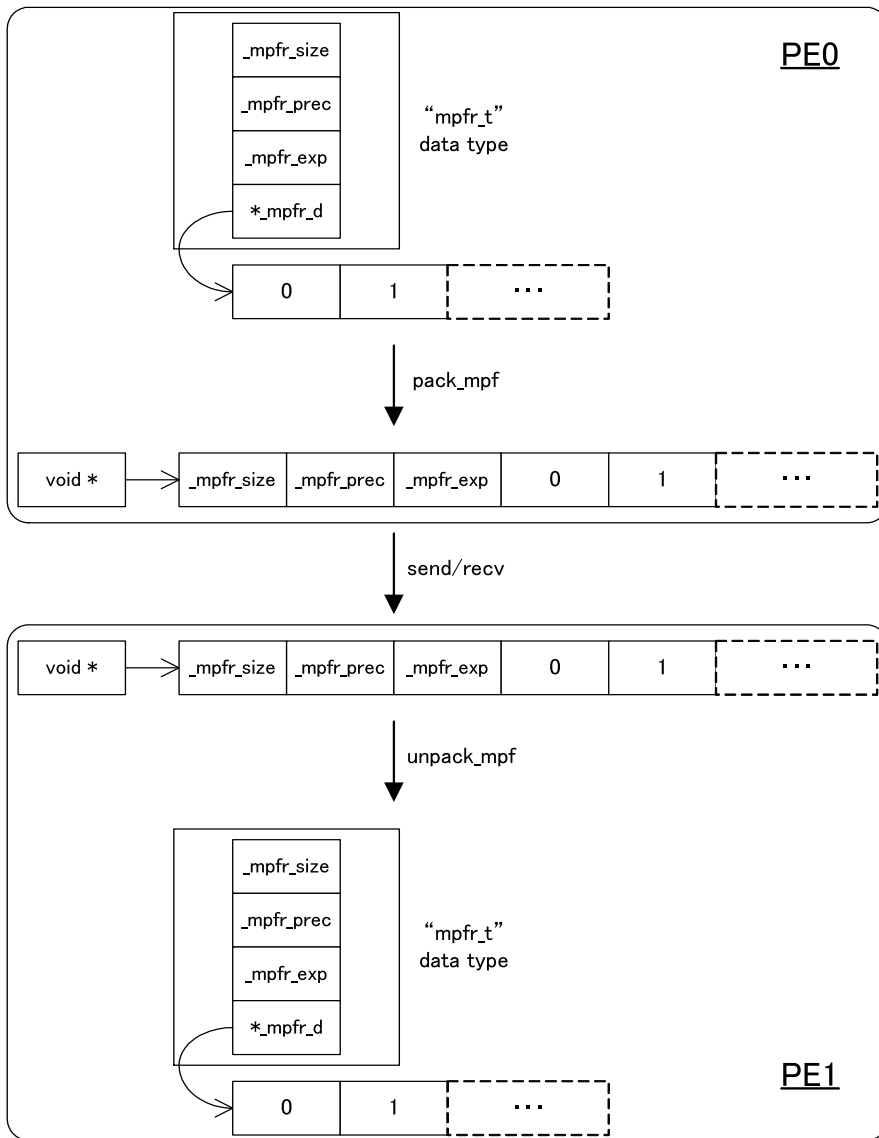 _mpfr_size
PE0
_mpfr_prec
“mpfr_t”
data type
_mpfr_exp
*_mpfr_d
0 1 ···
pack_mpf
void * _mpfr_size _mpfr_prec _mpfr_exp 0 1 ···
send/recv
void * _mpfr_size _mpfr_prec _mpfr_exp 0 1 ···
unpack_mpf
_mpfr_size
_mpfr_prec
“mpfr_t”
data type
_mpfr_exp
*_mpfr_d
PE1
0 1 ···